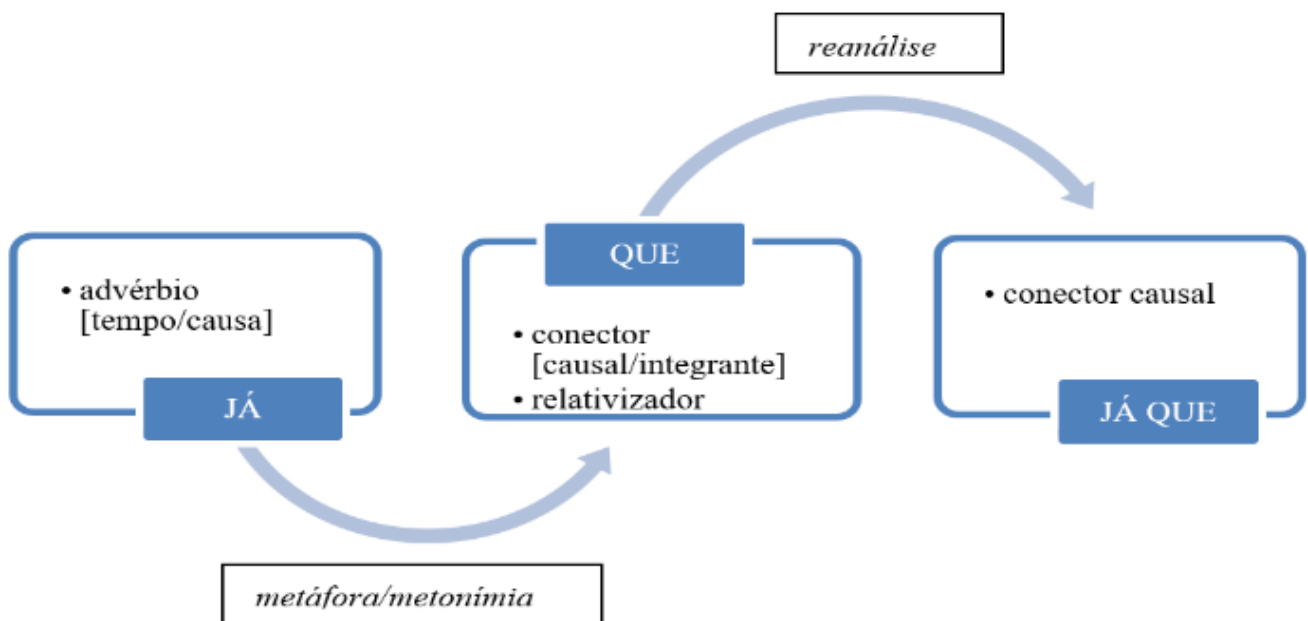 reanálise
• advérbio
[tempo/causa]
JÁ
QUE
• conector
[causal/integrante]
• relativizador
• conector causal
JÁ QUE
metáfora/metonímia